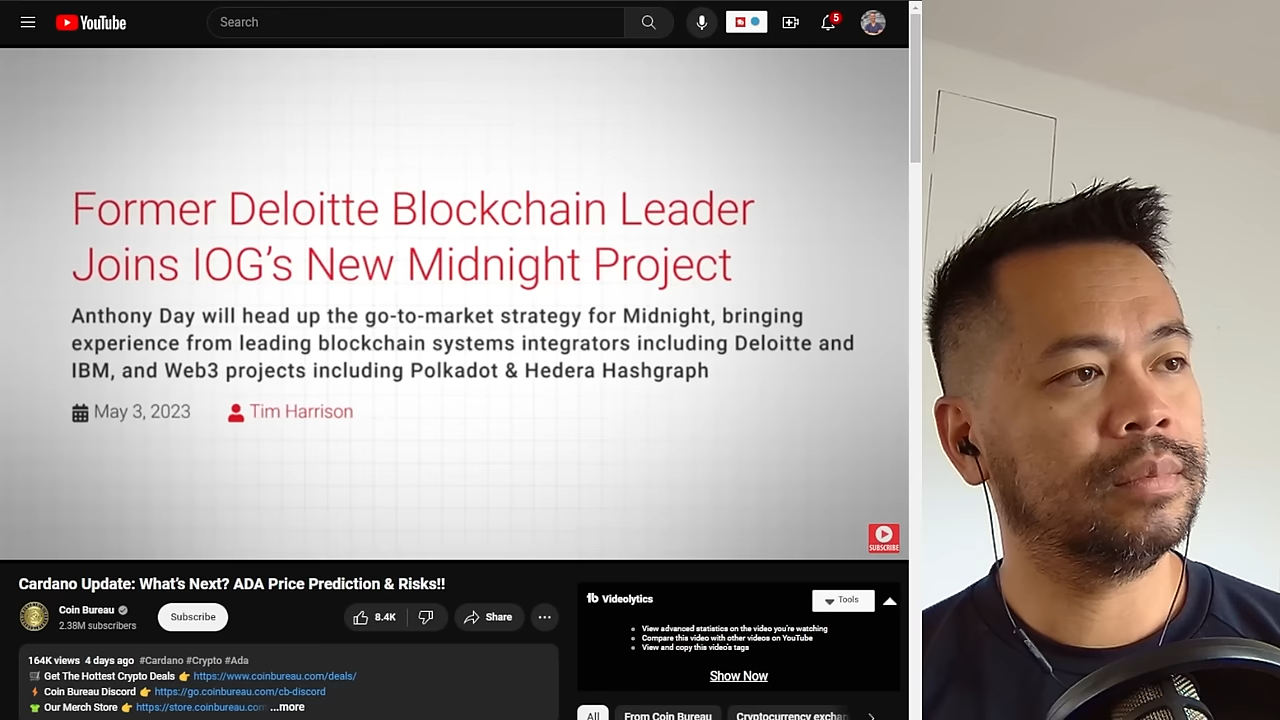 YouTube
Search
5
Former Deloitte Blockchain Leader
Joins IOG's New Midnight Project
Anthony Day will head up the go-to-market strategy for Midnight, bringing
experience from leading blockchain systems integrators including Deloitte and
IBM, and Web3 projects including Polkadot & Hedera Hashgraph
May 3, 2023 Tim Harrison
SUBSCRIBE
Cardano Update: What's Next? ADA Price Prediction & Risks!!
Coin Bureau
2.38M subscribers
Subscribe
8.4K
Share
164K views 4 days ago #Cardano #Crypto #Ada
Get The Hottest Crypto Deals 👉 https://www.coinbureau.com/deals/
Coin Bureau Discord 👉 https://go.coinbureau.com/cb-discord
Our Merch Store 👉 https://store.coinbureau.com ...more
tb Videolytics
Tools
View advanced statistics on the video you're watching
Compare this video with other videos on YouTube
View and copy this video's tags
Show Now
All
From Coin Bureau
Cryptocurrency exchan